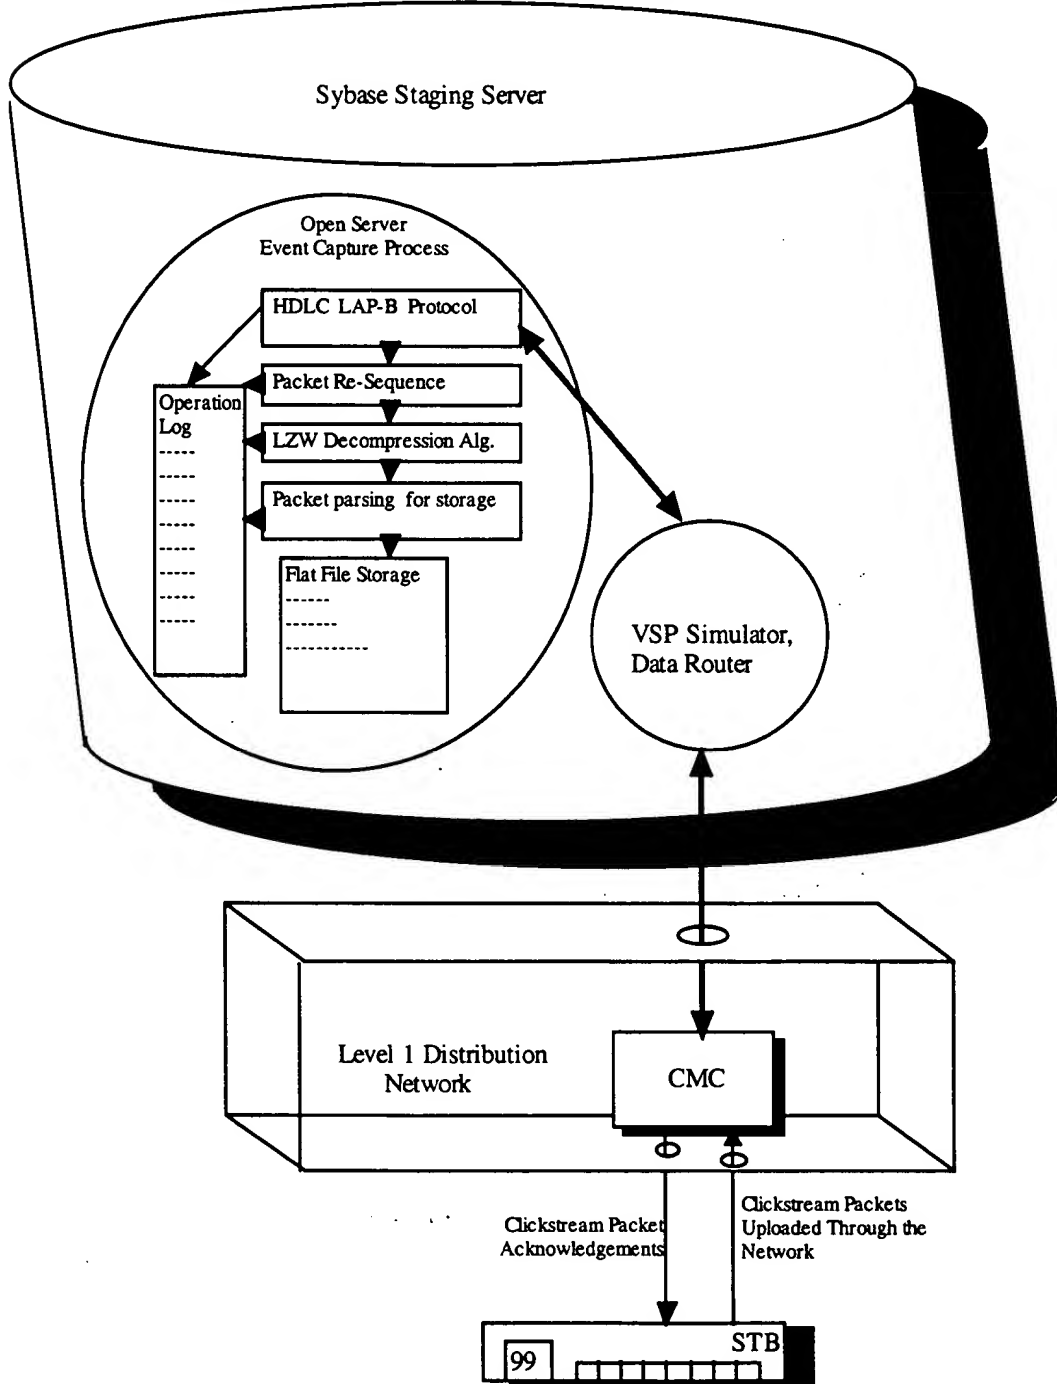 Sybase Staging Server
Open Server
Event Capture Process
HDLC LAP-B Protocol
Packet Re-Sequence
Operation
Log
LZW Decompression Alg.
Packet parsing for storage
Flat File Storage
VSP Simulator,
Data Router
Level 1 Distribution
Network
CMC
Clickstream Packet
Acknowledgements
Clickstream Packets
Uploaded Through the
Network
STB
99